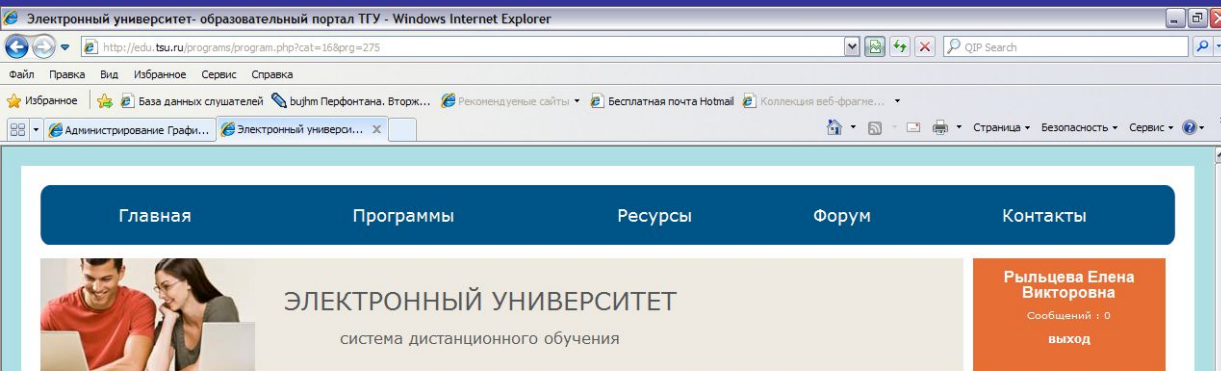 Электронный университет- образовательный портал ТГУ - Windows Internet Explorer
http://edu.tsu.ru/programs/program.php?cat=16&prg=275
QIP Search
Файл Правка Вид Избранное Сервис Справка
Избранное База данных слушателей bujhm Перфонтана. Вторж... Рекомендуемые сайты Бесплатная почта Hotmail Коллекция веб-фрагме...
Администрирование Графи... Электронный универси... X Страница Безопасность Сервис
Главная Программы Ресурсы Форум Контакты
ЭЛЕКТРОННЫЙ УНИВЕРСИТЕТ
система дистанционного обучения
Рыльцева Елена
Викторовна
Сообщений : 0
выход